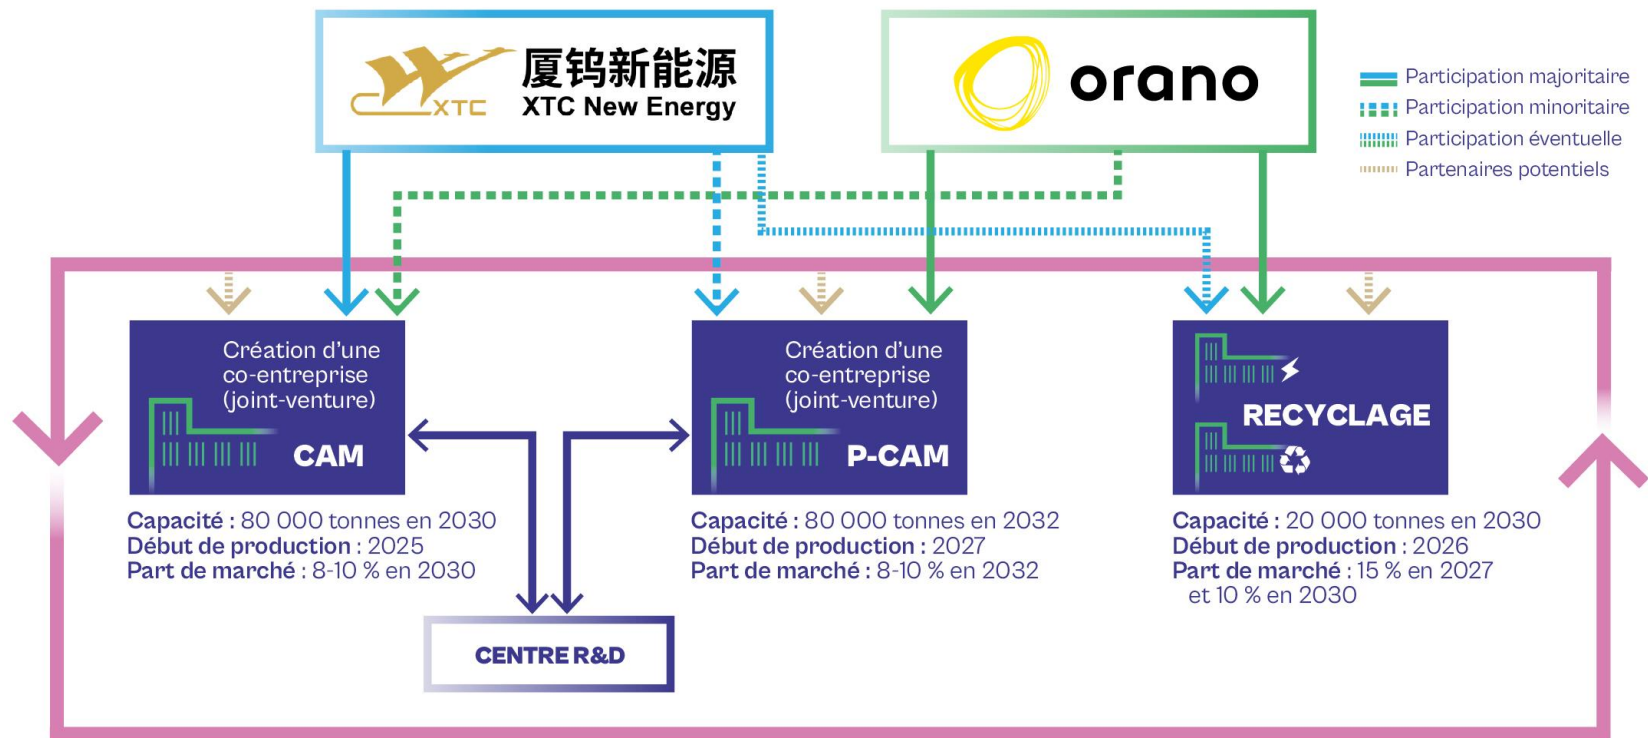 厦钨新能源
XTC
XTC New Energy
orano
Participation majoritaire
Participation minoritaire
Participation éventuelle
Partenaires potentiels
Création d’une
co-entreprise
(joint-venture)
CAM
Création d’une
co-entreprise
(joint-venture)
P-CAM
RECYCLAGE
Capacité : 80 000 tonnes en 2030
Début de production : 2025
Part de marché : 8-10 % en 2030
Capacité : 80 000 tonnes en 2032
Début de production : 2027
Part de marché : 8-10 % en 2032
Capacité : 20 000 tonnes en 2030
Début de production : 2026
Part de marché : 15 % en 2027
et 10 % en 2030
CENTRE R&D